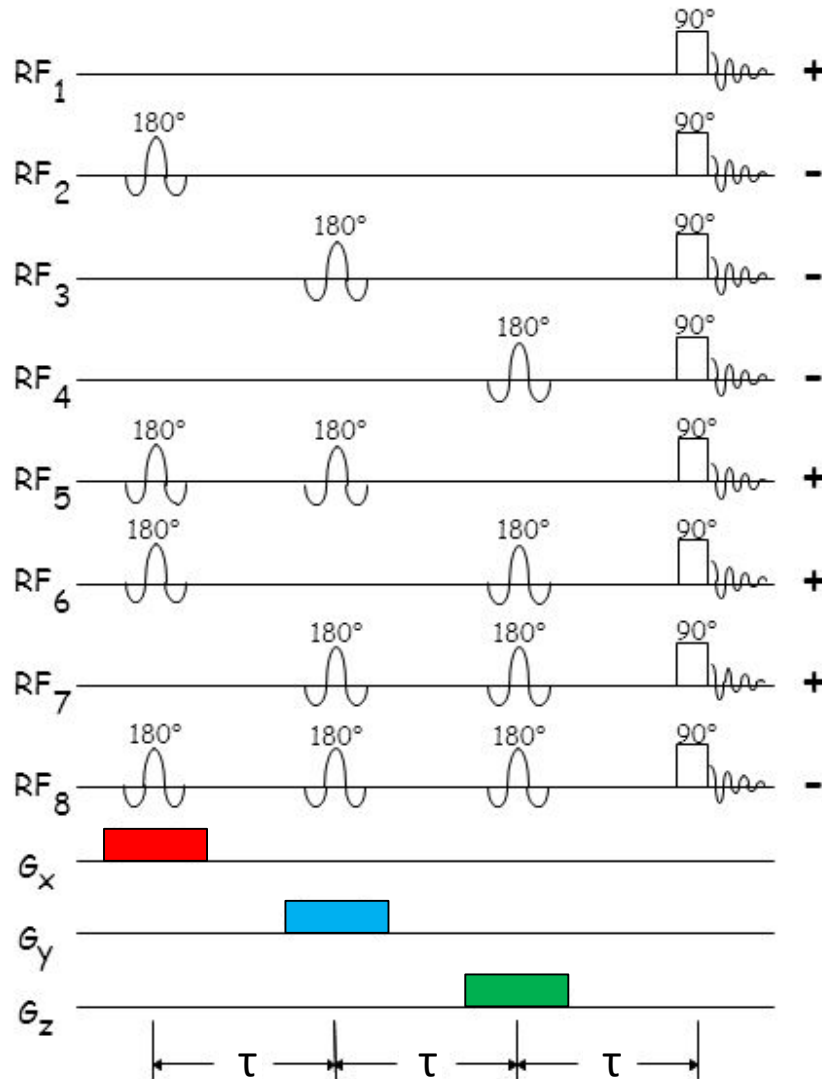 90°
RF1 +
180° 90°
RF2 -
180° 90°
RF3 -
180° 90°
RF4 -
180° 180° 90°
RF5 +
180° 180° 90°
RF6 +
180° 180° 90°
RF7 +
180° 180° 180° 90°
RF8 -
Gx
Gy
Gz
τ τ τ